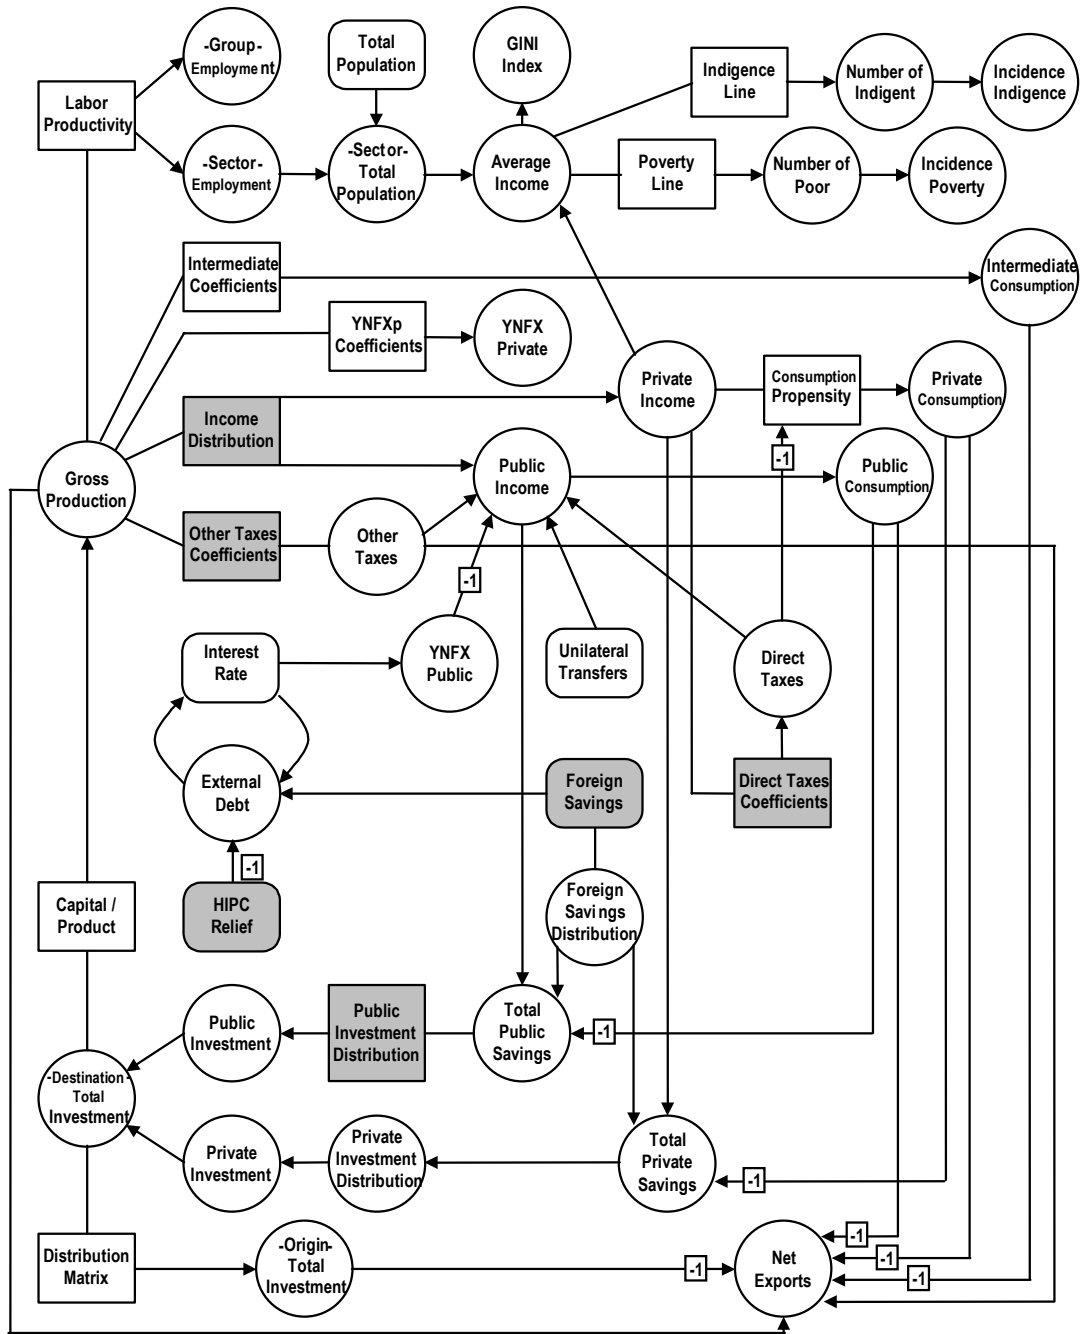 -Group-
Employment
Total
Population
GINI
Index
Indigence
Line
Number of
Indigent
Incidence
Indigence
Labor
Productivity
-Sector-
Employment
-Sector-
Total
Population
Average
Income
Poverty
Line
Number of
Poor
Incidence
Poverty
Intermediate
Coefficients
Intermediate
Consumption
YNFXp
Coefficients
YNFX
Private
Private
Income
Consumption
Propensity
Private
Consumption
Income
Distribution
-1
Gross
Production
Public
Income
Public
Consumption
Other Taxes
Coefficients
Other
Taxes
-1
Interest
Rate
YNFX
Public
Unilateral
Transfers
Direct
Taxes
External
Debt
Foreign
Savings
Direct Taxes
Coefficients
-1
Capital /
Product
HIPC
Relief
Foreign
Savings
Distribution
Public
Investment
Public
Investment
Distribution
Total
Public
Savings
-1
-Destination-
Total
Investment
Private
Investment
Private
Investment
Distribution
Total
Private
Savings
-1
Distribution
Matrix
-Origin-
Total
Investment
-1
Net
Exports
-1
-1
-1